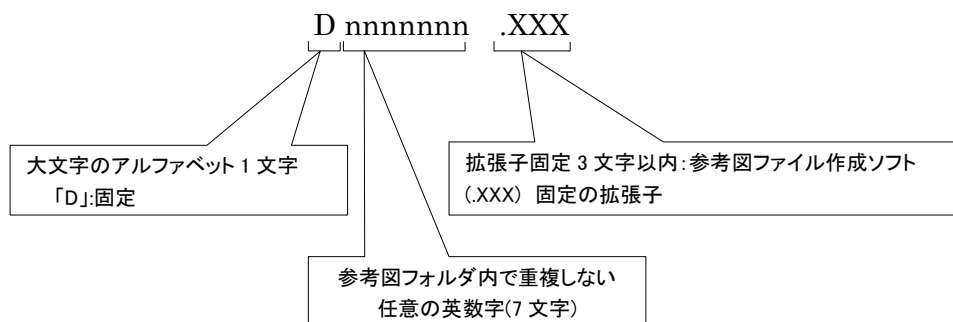 D nnnnnnn .XXX
大文字のアルファベット 1 文字
「D」:固定
拡張子固定 3 文字以内:参考図ファイル作成ソフト
(.XXX) 固定の拡張子
参考図フォルダ内で重複しない
任意の英数字(7 文字)